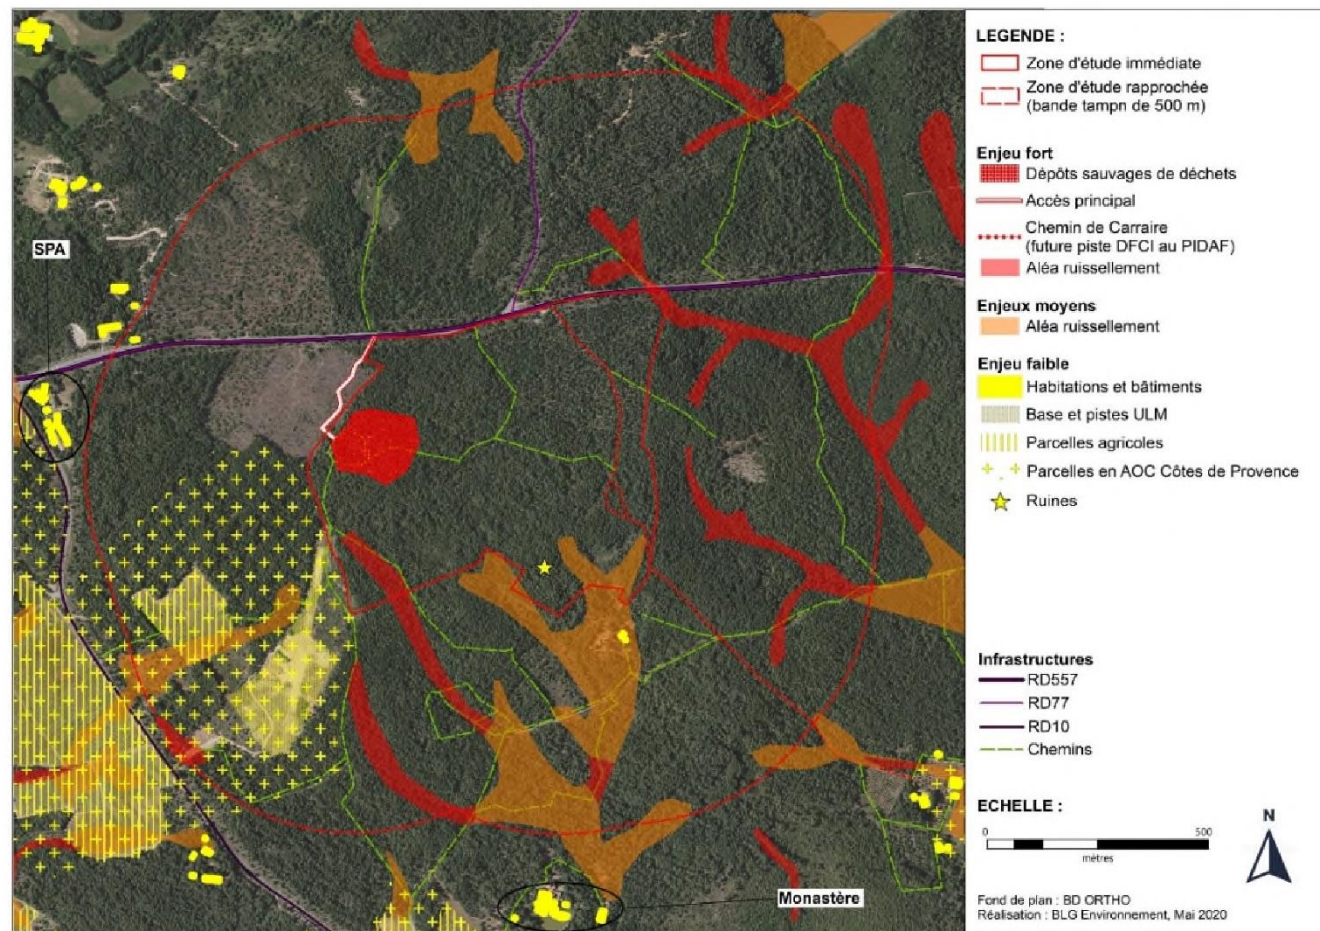 SPA
Monastère
LEGENDE :
Zone d'étude immédiate
Zone d'étude rapprochée
(bande tampn de 500 m)
Enjeu fort
Dépôts sauvages de déchets
Accès principal
Chemin de Carraire
(future piste DFCI au PIDAF)
Aléa ruissellement
Enjeux moyens
Aléa ruissellement
Enjeu faible
Habitations et bâtiments
Base et pistes ULM
Parcelles agricoles
Parcelles en AOC Côtes de Provence
Ruines
Infrastructures
RD557
RD77
RD10
Chemins
ECHELLE :
0 500
mètres
N
Fond de plan : BD ORTHO
Réalisation : BLG Environnement, Mai 2020